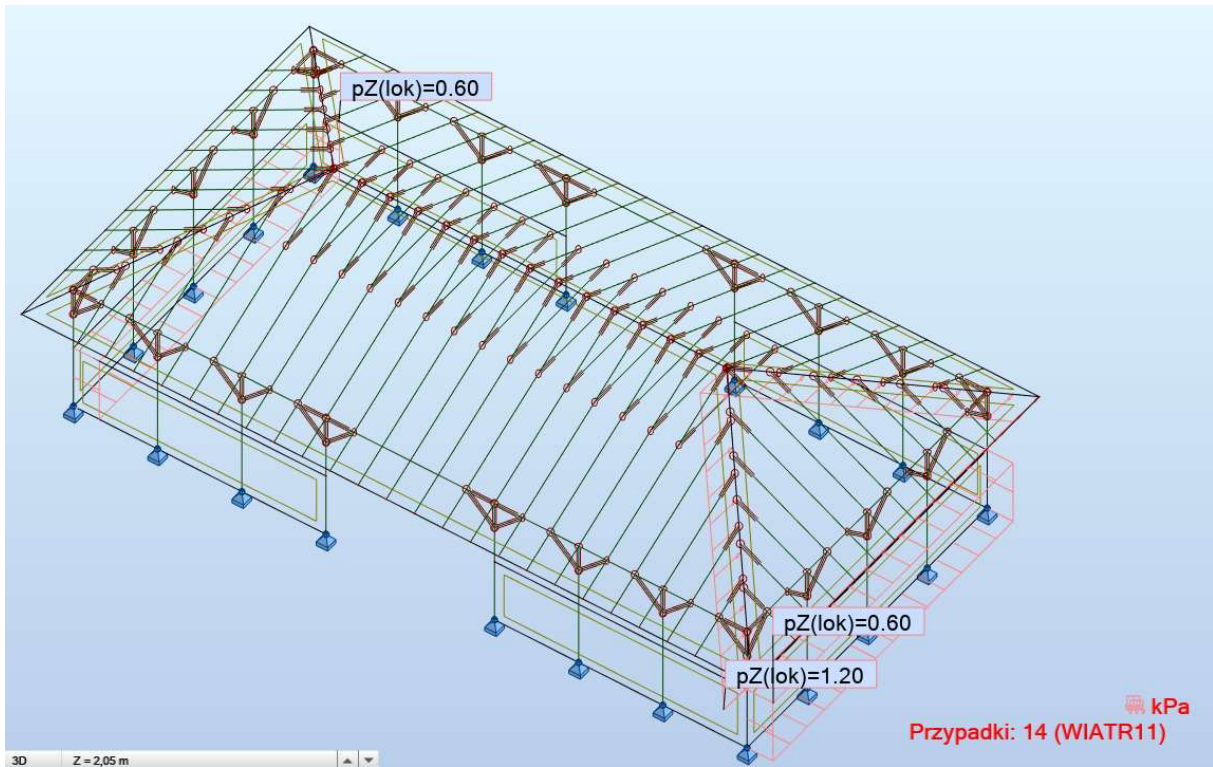 pZ(lok)=0.60
pZ(lok)=0.60
pZ(lok)=1.20
kPa
Przypadki: 14 (WIATR11)
3D Z = 2,05 m